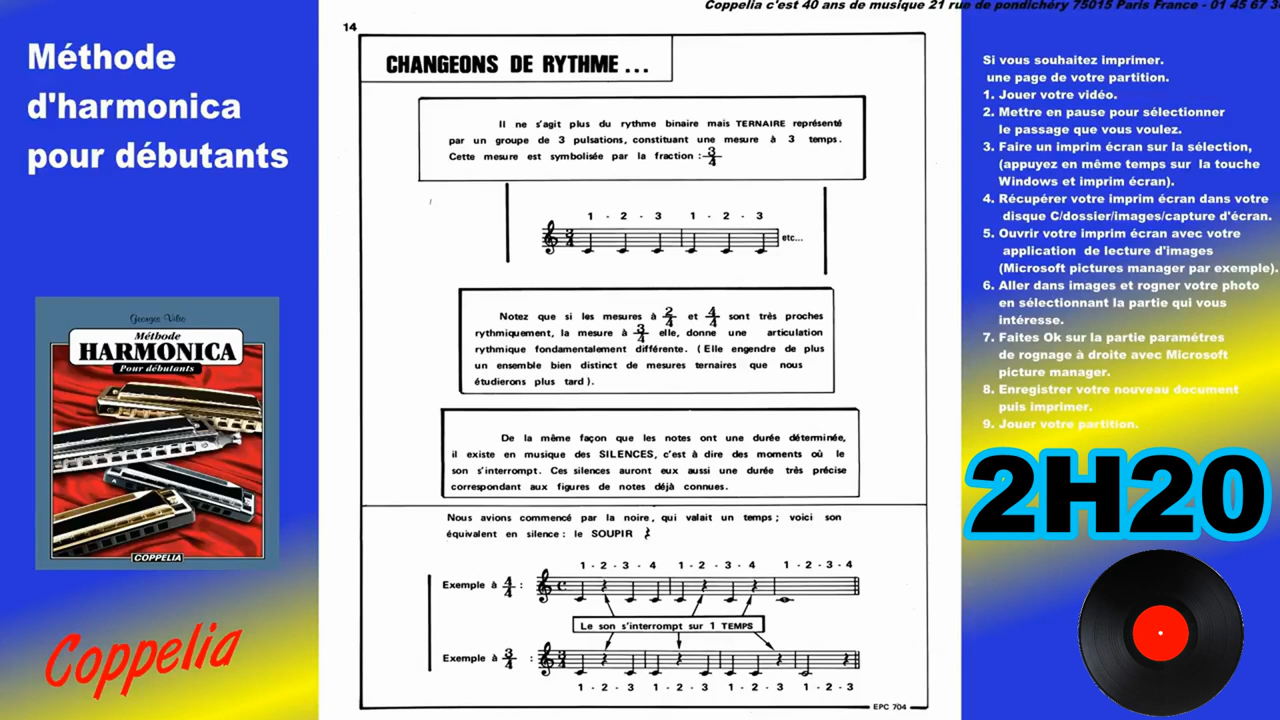 Coppelia c'est 40 ans de musique 21 rue de pondichéry 75015 Paris France - 01 45 67 3
Méthode
d'harmonica
pour débutants
Georges Vibo
Méthode
HARMONICA
Pour débutants
COPPELIA
Coppelia
14
CHANGEONS DE RYTHME...
Il ne s'agit plus du rythme binaire mais TERNAIRE représenté
par un groupe de 3 pulsations, constituant une mesure à 3 temps.
Cette mesure est symbolisée par la fraction : 3/4
1 - 2 - 3 1 - 2 - 3
3/4
etc...
Notez que si les mesures à 2/4 et 4/4 sont très proches
rythmiquement, la mesure à 3/4 elle, donne une articulation
rythmique fondamentalement différente. (Elle engendre de plus
un ensemble bien distinct de mesures ternaires que nous
étudierons plus tard).
De la même façon que les notes ont une durée déterminée,
il existe en musique des SILENCES, c'est à dire des moments où le
son s'interrompt. Ces silences auront eux aussi une durée très précise
correspondant aux figures de notes déjà connues.
Nous avions commencé par la noire, qui valait un temps ; voici son
équivalent en silence : le SOUPIR
1 - 2 - 3 - 4 1 - 2 - 3 - 4 1 - 2 - 3 - 4
Exemple à 4/4 :
Le son s'interrompt sur 1 TEMPS
Exemple à 3/4 :
3/4
1 - 2 - 3 1 - 2 - 3 1 - 2 - 3 1 - 2 - 3
EPC 704
Si vous souhaitez imprimer.
une page de votre partition.
1. Jouer votre vidéo.
2. Mettre en pause pour sélectionner
le passage que vous voulez.
3. Faire un imprim écran sur la sélection,
(appuyez en même temps sur la touche
Windows et imprim écran).
4. Récupérer votre imprim écran dans votre
disque C/dossier/images/capture d'écran.
5. Ouvrir votre imprim écran avec votre
application de lecture d'images
(Microsoft pictures manager par exemple).
6. Aller dans images et rogner votre photo
en sélectionnant la partie qui vous
intéresse.
7. Faites Ok sur la partie paramétres
de rognage à droite avec Microsoft
picture manager.
8. Enregistrer votre nouveau document
puis imprimer.
9. Jouer votre partition.
2H20